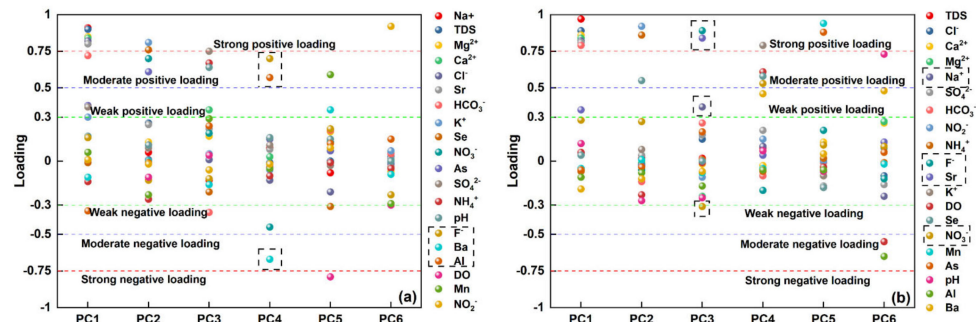 Loading
1
0.75
0.5
0.3
0
-0.3
-0.5
-0.75
-1
Strong positive loading
Moderate positive loading
Weak positive loading
Weak negative loading
Moderate negative loading
Strong negative loading
(a)
PC1 PC2 PC3 PC4 PC5 PC6
Na+
TDS
Mg²⁺
Ca²⁺
Cl⁻
Sr
HCO₃⁻
K⁺
Se
NO₃⁻
As
SO₄²⁻
NH₄⁺
pH
F⁻
Ba
Al
DO
Mn
NO₂⁻
Loading
1
0.75
0.5
0.3
0
-0.3
-0.5
-0.75
-1
Strong positive loading
Moderate positive loading
Weak positive loading
Weak negative loading
Moderate negative loading
Strong negative loading
(b)
PC1 PC2 PC3 PC4 PC5 PC6
TDS
Cl⁻
Ca²⁺
Mg²⁺
Na⁺
SO₄²⁻
HCO₃⁻
NO₂⁻
NH₄⁺
F⁻
Sr
K⁺
DO
Se
NO₃⁻
Mn
As
pH
Al
Ba